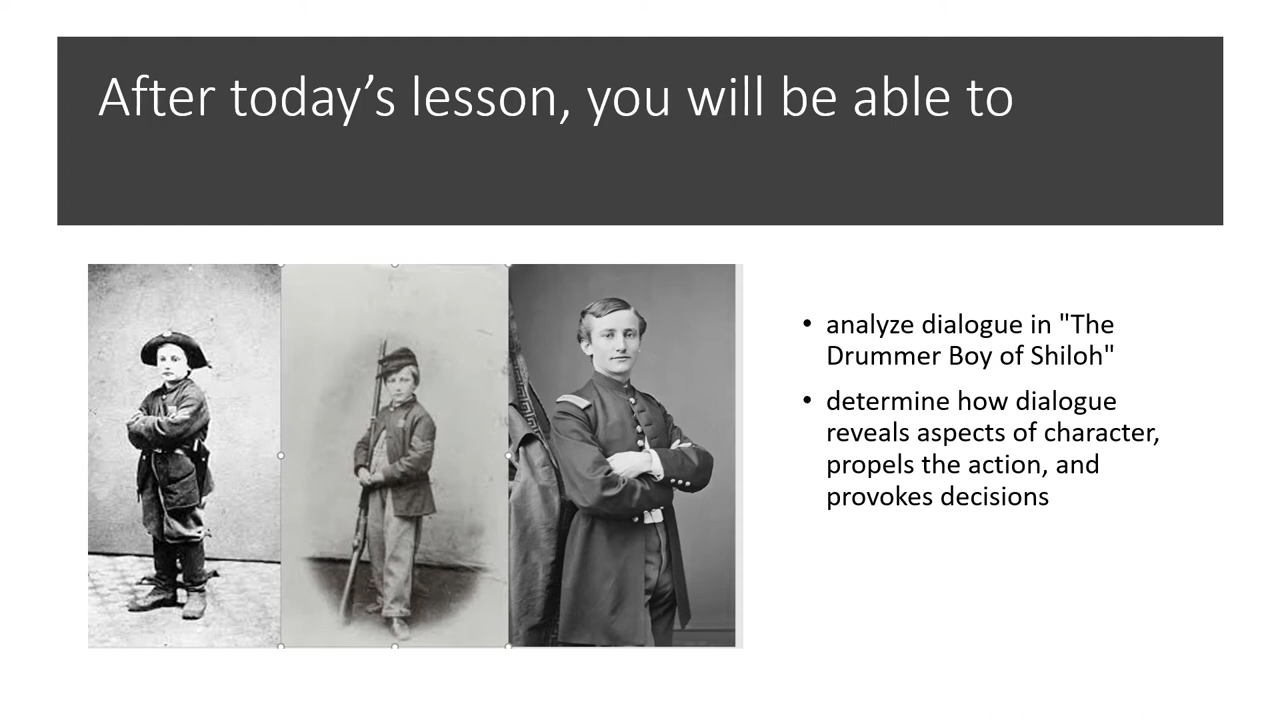 After today’s lesson, you will be able to
• analyze dialogue in "The
Drummer Boy of Shiloh"
• determine how dialogue
reveals aspects of character,
propels the action, and
provokes decisions